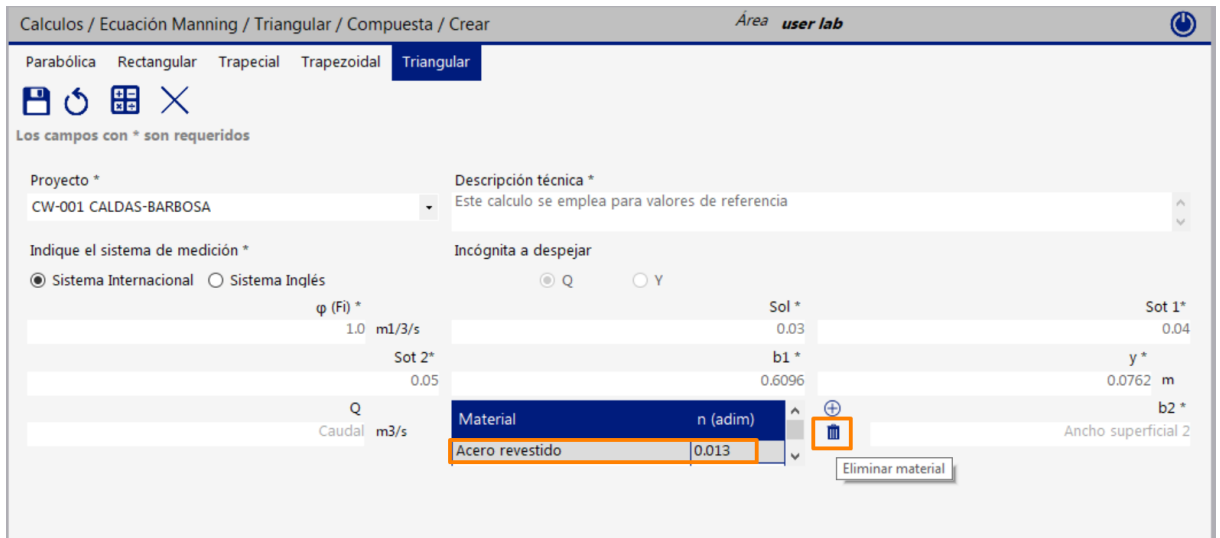 Calculos / Ecuación Manning / Triangular / Compuesta / Crear Área user lab
Parabólica Rectangular Trapecial Trapezoidal Triangular
Los campos con * son requeridos
Proyecto * Descripción técnica *
CW-001 CALDAS-BARBOSA Este calculo se emplea para valores de referencia
Indique el sistema de medición * Incógnita a despejar
Sistema Internacional Sistema Inglés Q Y
φ (Fi) * Sol * Sot 1*
1.0 m1/3/s 0.03 0.04
Sot 2* b1 * y *
0.05 0.6096 0.0762 m
Q Material n (adim) b2 *
Caudal m3/s Ancho superficial 2
Acero revestido 0.013
Eliminar material